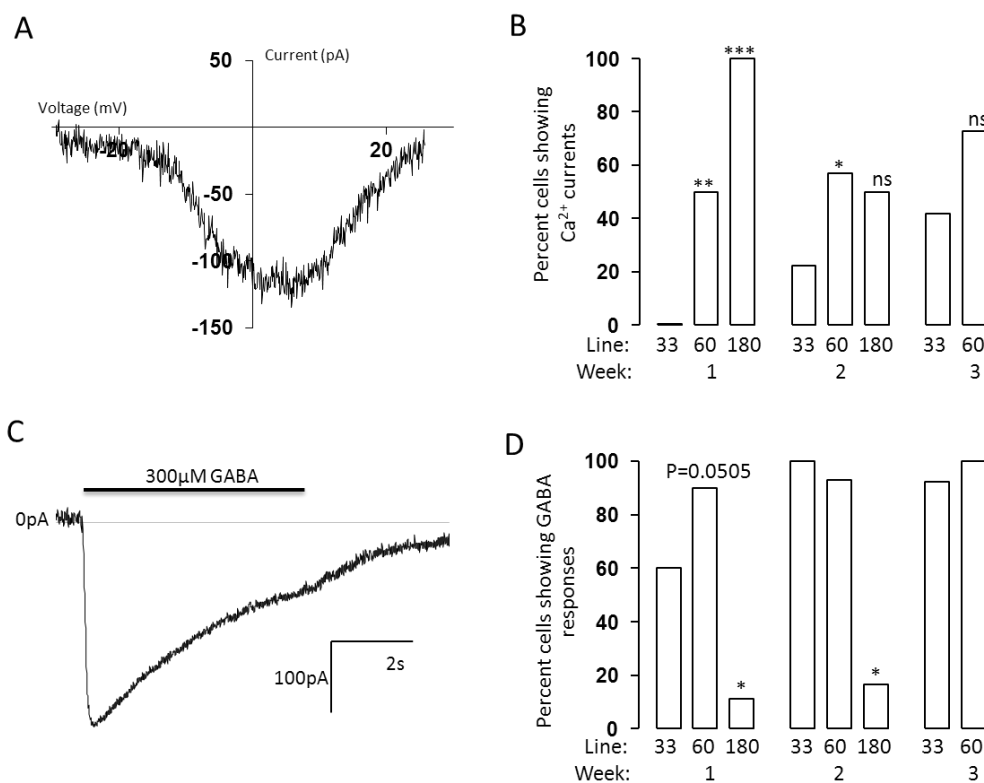 A
Current (pA)
50
Voltage (mV)
-20
20
-50
-100
-150
B
Percent cells showing
Ca²⁺ currents
100
80
60
40
20
0
**
***
*
ns
ns
Line: 33 60 180 33 60 180 33 60
Week: 1 2 3
C
300μM GABA
0pA
100pA
2s
D
Percent cells showing GABA
responses
100
80
60
40
20
0
P=0.0505
*
*
Line: 33 60 180 33 60 180 33 60
Week: 1 2 3